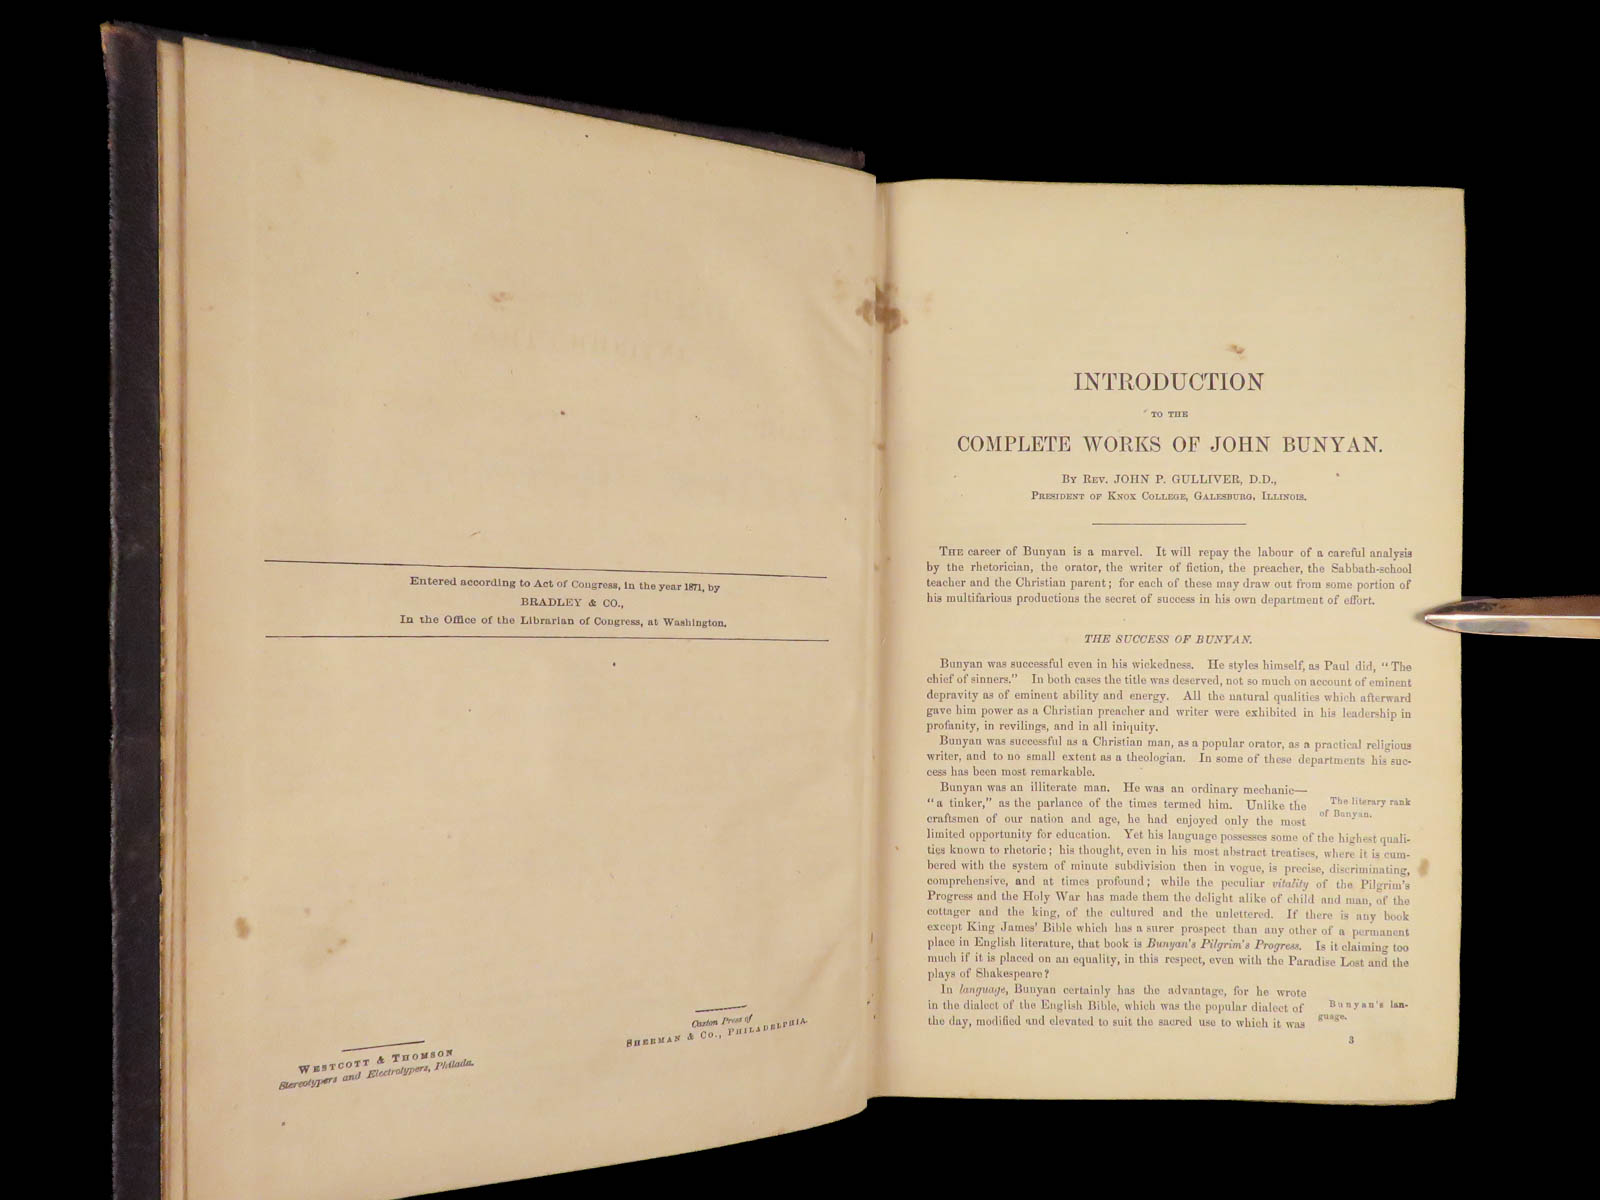 Entered according to Act of Congress, in the year 1871, by
BRADLEY & CO.,
In the Office of the Librarian of Congress, at Washington.
WESTCOTT & THOMSON
Stereotypers and Electrotypers, Philada.
Caxton Press of
SHERMAN & CO., PHILADELPHIA.
INTRODUCTION
TO THE
COMPLETE WORKS OF JOHN BUNYAN.
BY REV. JOHN P. GULLIVER, D.D.,
PRESIDENT OF KNOX COLLEGE, GALESBURG, ILLINOIS.
THE career of Bunyan is a marvel. It will repay the labour of a careful analysis
by the rhetorician, the orator, the writer of fiction, the preacher, the Sabbath-school
teacher and the Christian parent; for each of these may draw out from some portion of
his multifarious productions the secret of success in his own department of effort.
THE SUCCESS OF BUNYAN.
Bunyan was successful even in his wickedness. He styles himself, as Paul did, "The
chief of sinners." In both cases the title was deserved, not so much on account of eminent
depravity as of eminent ability and energy. All the natural qualities which afterward
gave him power as a Christian preacher and writer were exhibited in his leadership in
profanity, in revilings, and in all iniquity.
Bunyan was successful as a Christian man, as a popular orator, as a practical religious
writer, and to no small extent as a theologian. In some of these departments his suc-
cess has been most remarkable.
Bunyan was an illiterate man. He was an ordinary mechanic—
"a tinker," as the parlance of the times termed him. Unlike the
craftsmen of our nation and age, he had enjoyed only the most
The literary rank
of Bunyan.
limited opportunity for education. Yet his language possesses some of the highest quali-
ties known to rhetoric; his thought, even in his most abstract treatises, where it is cum-
bered with the system of minute subdivision then in vogue, is precise, discriminating,
comprehensive, and at times profound; while the peculiar vitality of the Pilgrim's
Progress and the Holy War has made them the delight alike of child and man, of the
cottager and the king, of the cultured and the unlettered. If there is any book
except King James' Bible which has a surer prospect than any other of a permanent
place in English literature, that book is Bunyan's Pilgrim's Progress. Is it claiming too
much if it is placed on an equality, in this respect, even with the Paradise Lost and the
plays of Shakespeare?
In language, Bunyan certainly has the advantage, for he wrote
in the dialect of the English Bible, which was the popular dialect of
the day, modified and elevated to suit the sacred use to which it was
Bunyan's lan-
guage.
3